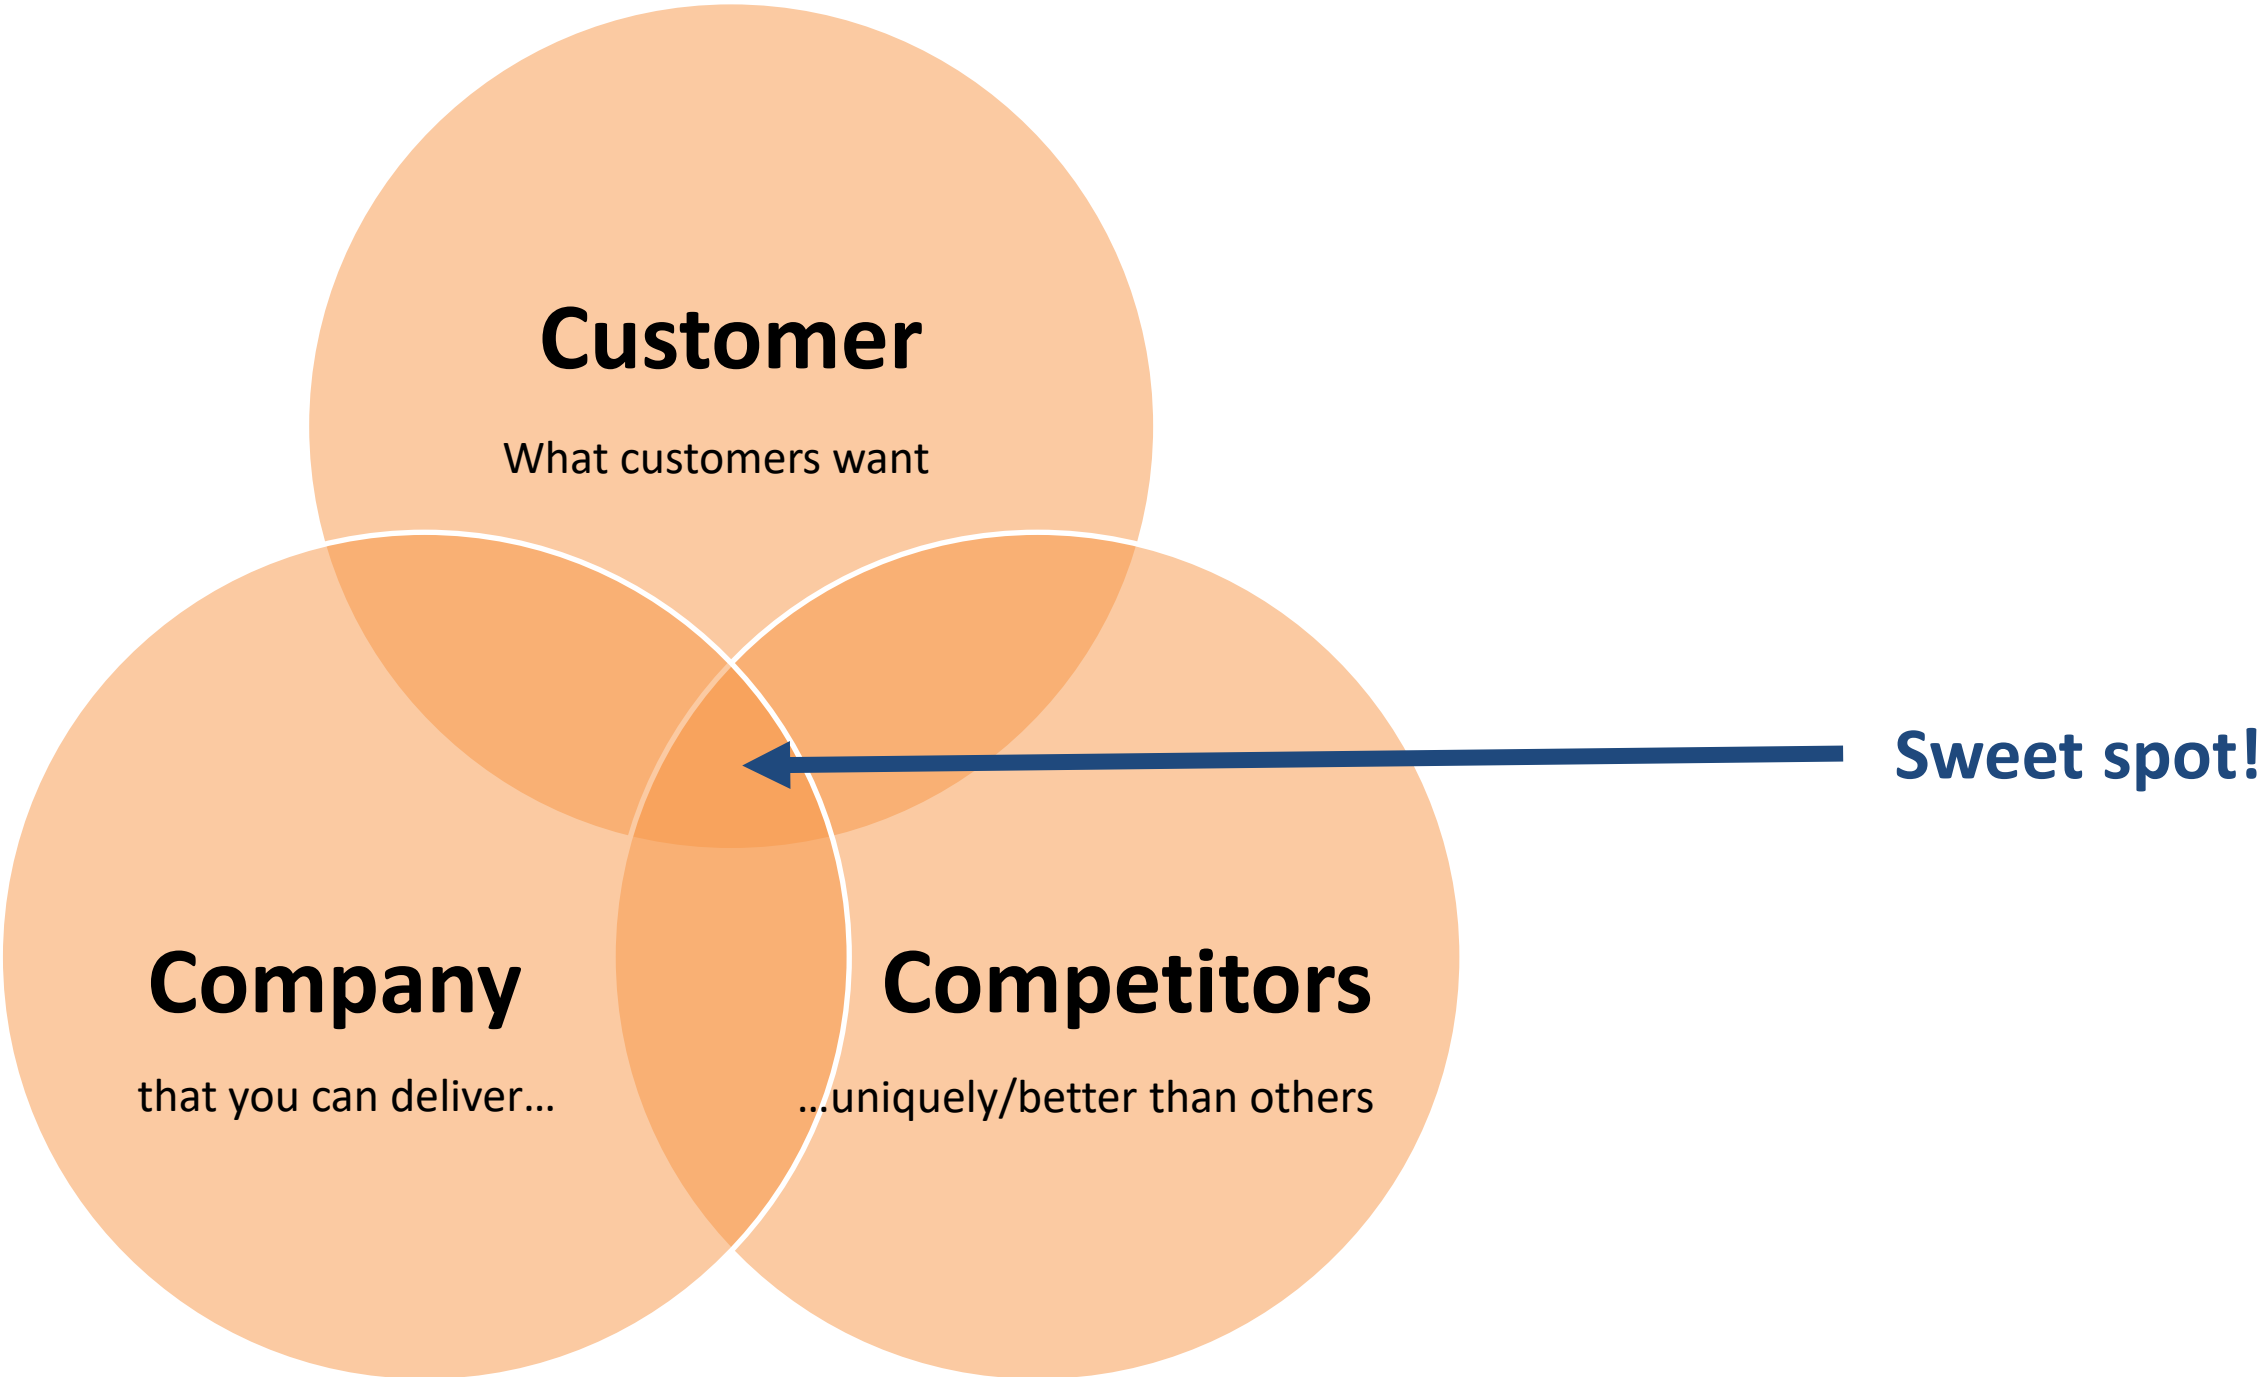 Customer
What customers want
Sweet spot!
Company
that you can deliver…
Competitors
…uniquely/better than others